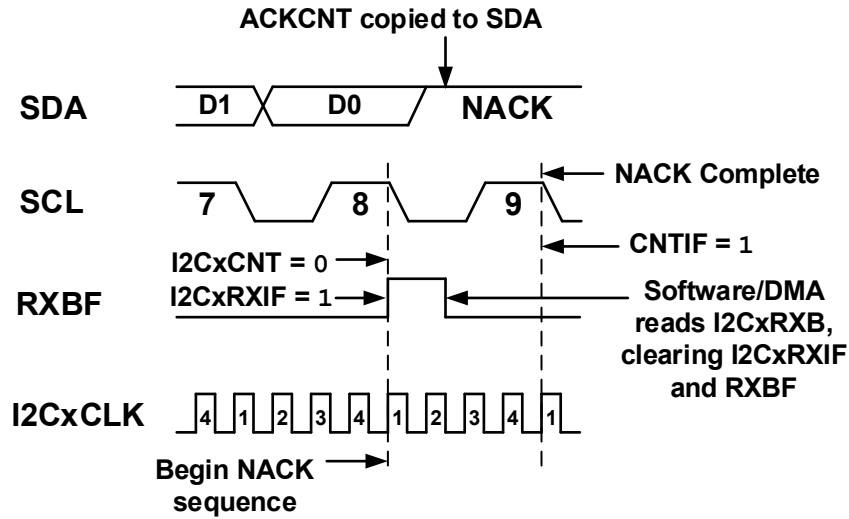 ACKCNT copied to SDA
SDA D1 D0 NACK
SCL 7 8 9 NACK Complete
I2CxCNT = 0 CNTIF = 1
RXBF I2CxRXIF = 1 Software/DMA
reads I2CxRXB,
clearing I2CxRXIF
and RXBF
I2CxCLK 4 1 2 3 4 1 2 3 4 1
Begin NACK
sequence